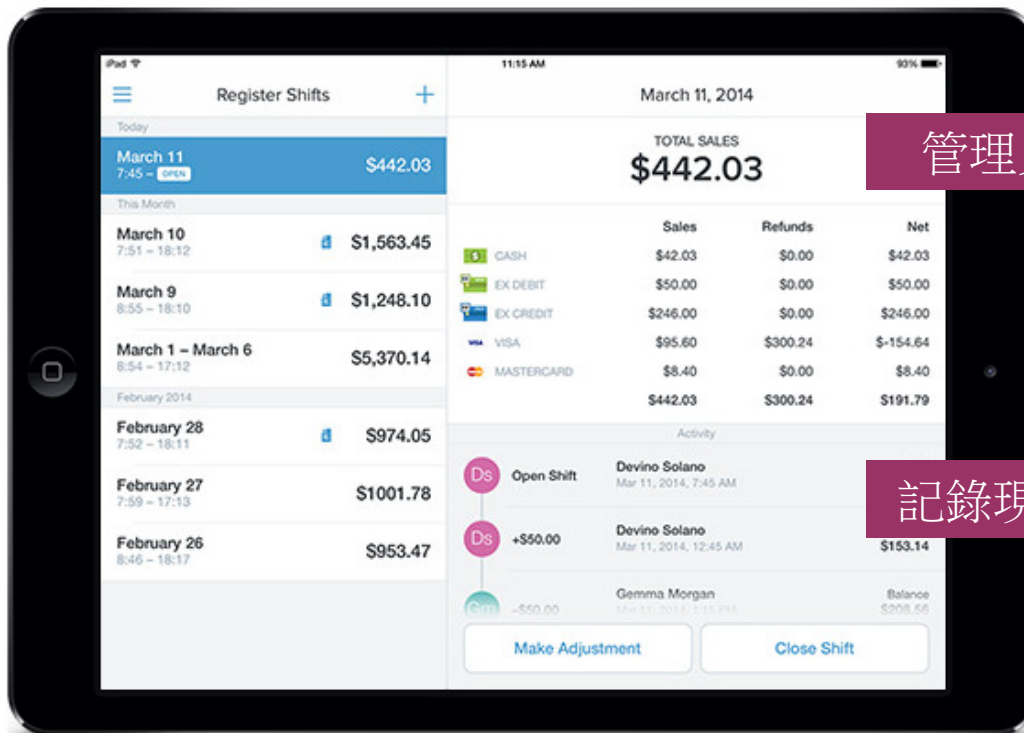 iPad 11:15 AM 93%
Register Shifts +
March 11, 2014
Today
March 11 $442.03
7:45 – OPEN
This Month
March 10 $1,563.45
7:51 – 18:12
March 9 $1,248.10
8:55 – 18:10
March 1 – March 6 $5,370.14
8:54 – 17:12
February 2014
February 28 $974.05
7:52 – 18:11
February 27 $1001.78
7:59 – 17:13
February 26 $953.47
8:46 – 18:17
TOTAL SALES
$442.03
管理
Sales Refunds Net
CASH $42.03 $0.00 $42.03
EX DEBIT $50.00 $0.00 $50.00
EX CREDIT $246.00 $0.00 $246.00
VISA VISA $95.60 $300.24 $-154.64
MASTERCARD $8.40 $0.00 $8.40
$442.03 $300.24 $191.79
Activity
Ds Open Shift Devino Solano
Mar 11, 2014, 7:45 AM
記錄現
Ds +$50.00 Devino Solano
Mar 11, 2014, 12:45 AM $153.14
Gm –$50.00 Gemma Morgan Balance
$208.56
Make Adjustment Close Shift